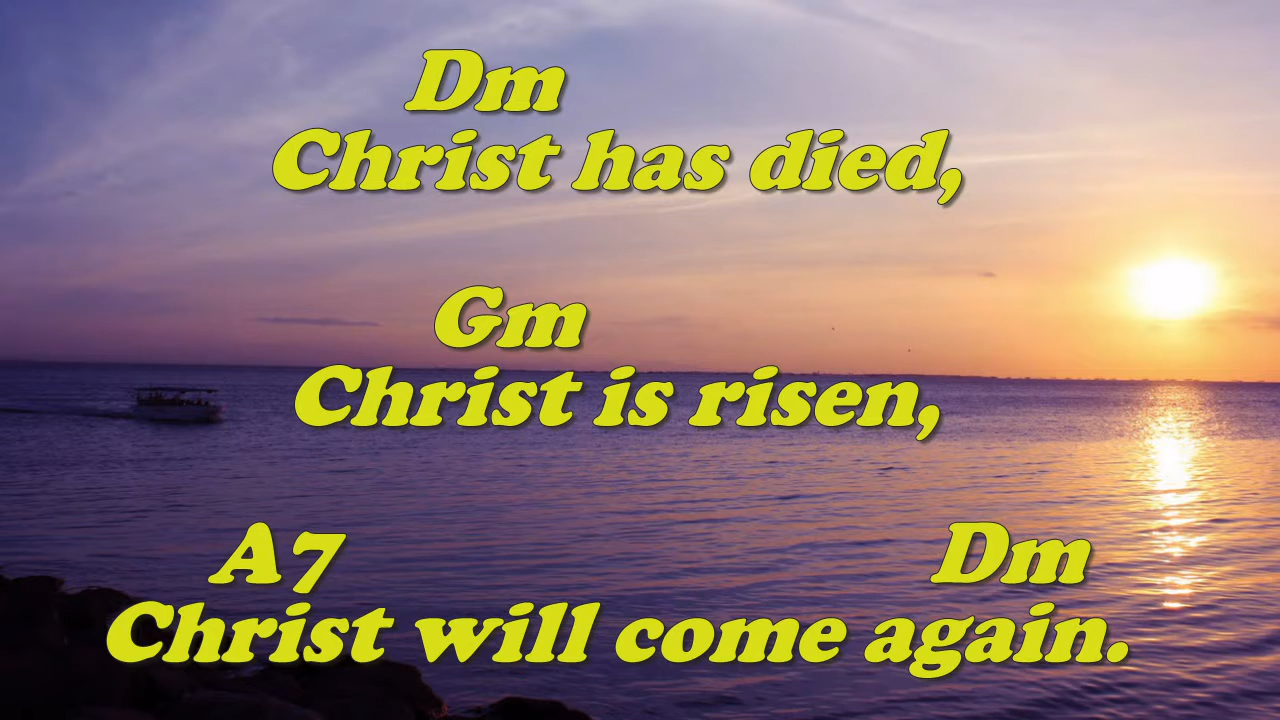 Dm
Christ has died,
Gm
Christ is risen,
A7 Dm
Christ will come again.